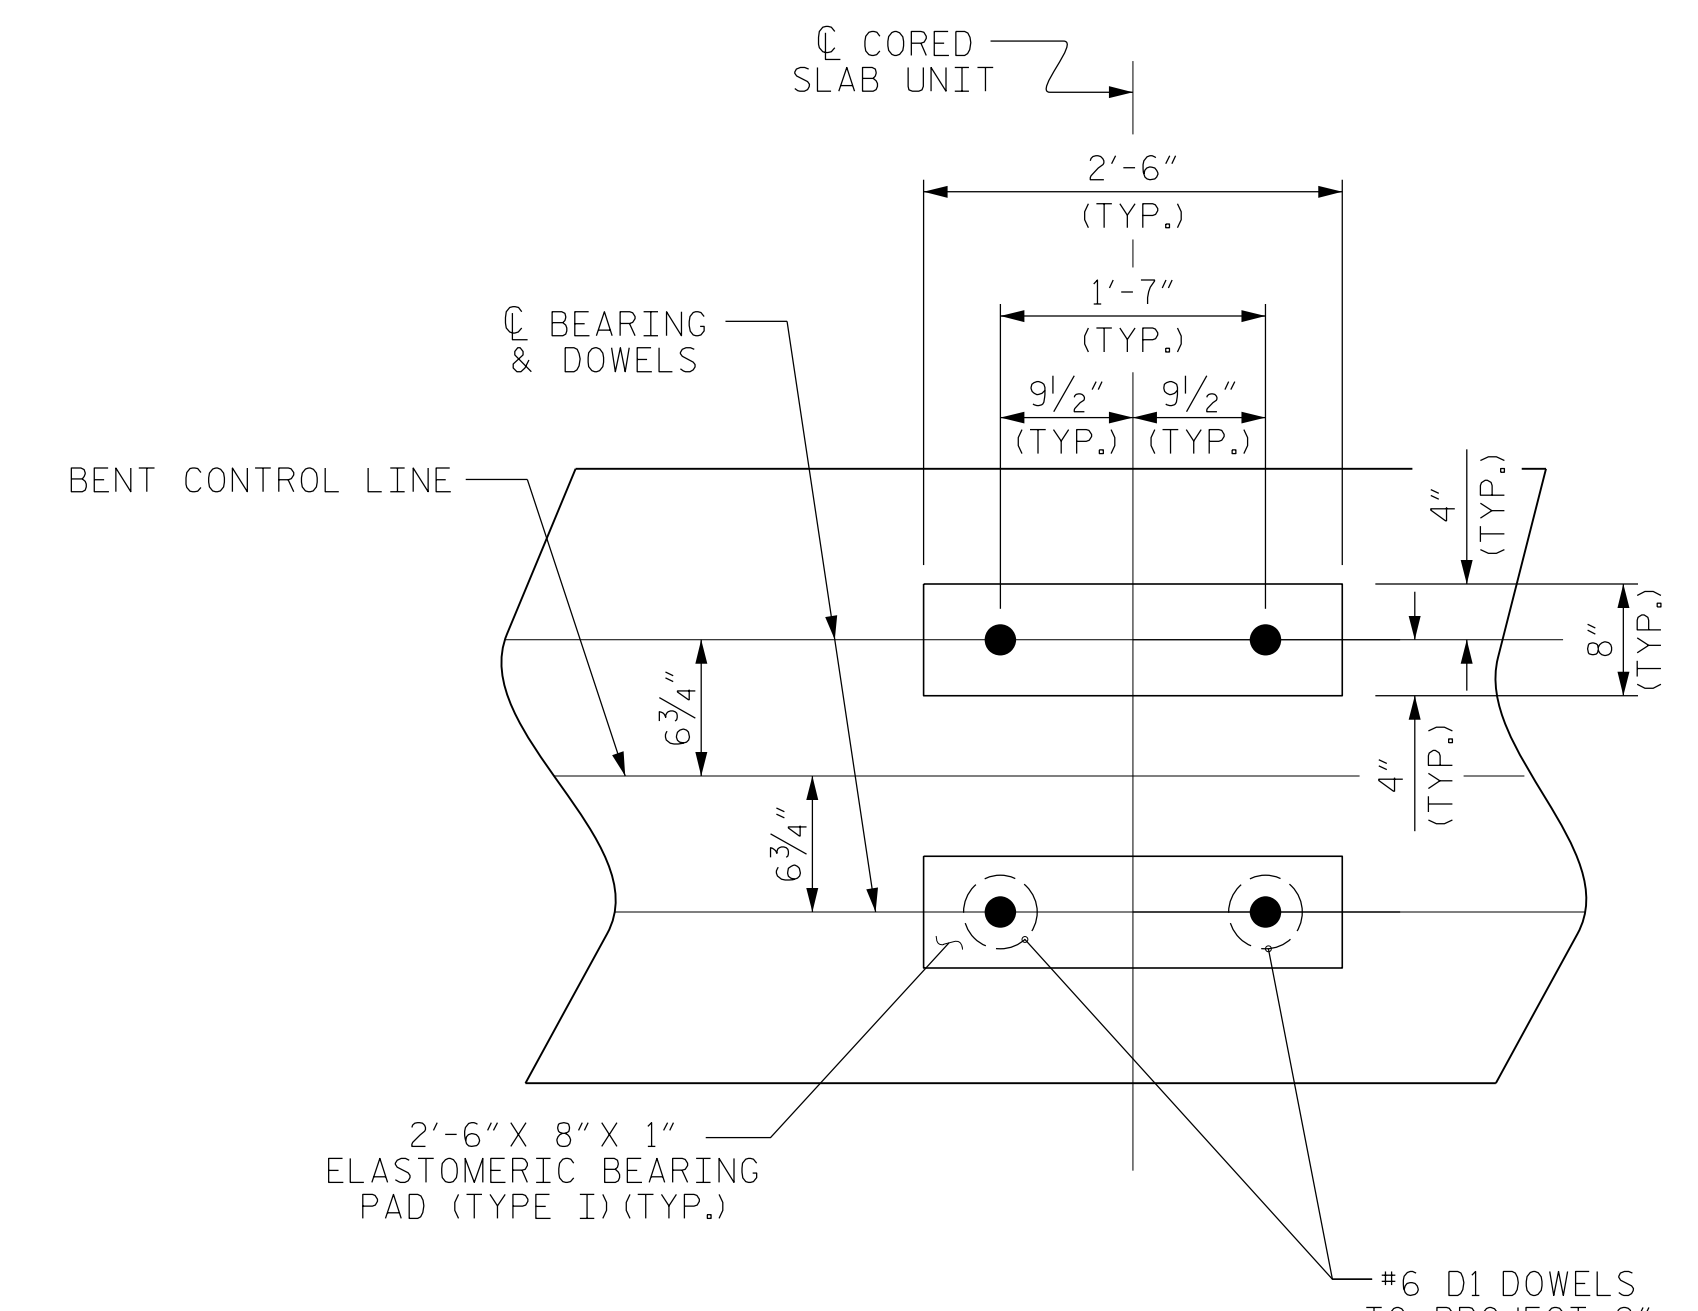 ℄ CORED
SLAB UNIT
2'-6"
(TYP.)
1'-7"
(TYP.)
℄ BEARING
& DOWELS
9½" 9½"
(TYP.) (TYP.)
BENT CONTROL LINE
4"
(TYP.)
8"
(TYP.)
6¾"
4"
(TYP.)
6¾"
2'-6" X 8" X 1"
ELASTOMERIC BEARING
PAD (TYPE I)(TYP.)
#6 D1 DOWELS